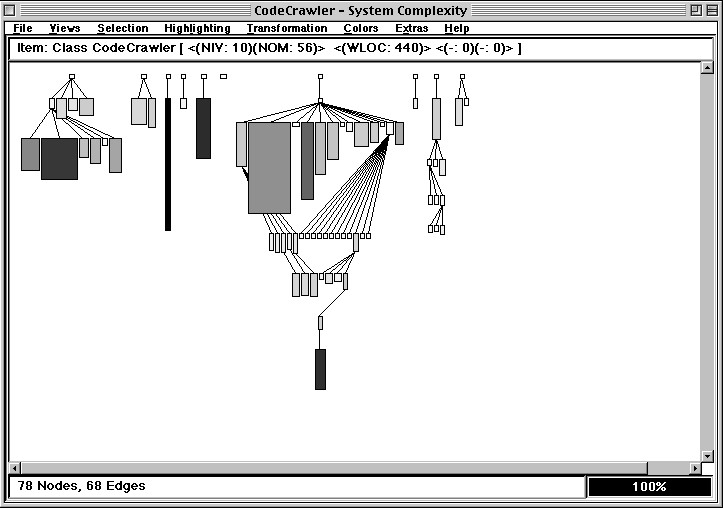 CodeCrawler - System Complexity
File Views Selection Highlighting Transformation Colors Extras Help
Item: Class CodeCrawler [ <(NIV: 10)(NOM: 56)> <(WLOC: 440)> <(-: 0)(-: 0)> ]
78 Nodes, 68 Edges
100%